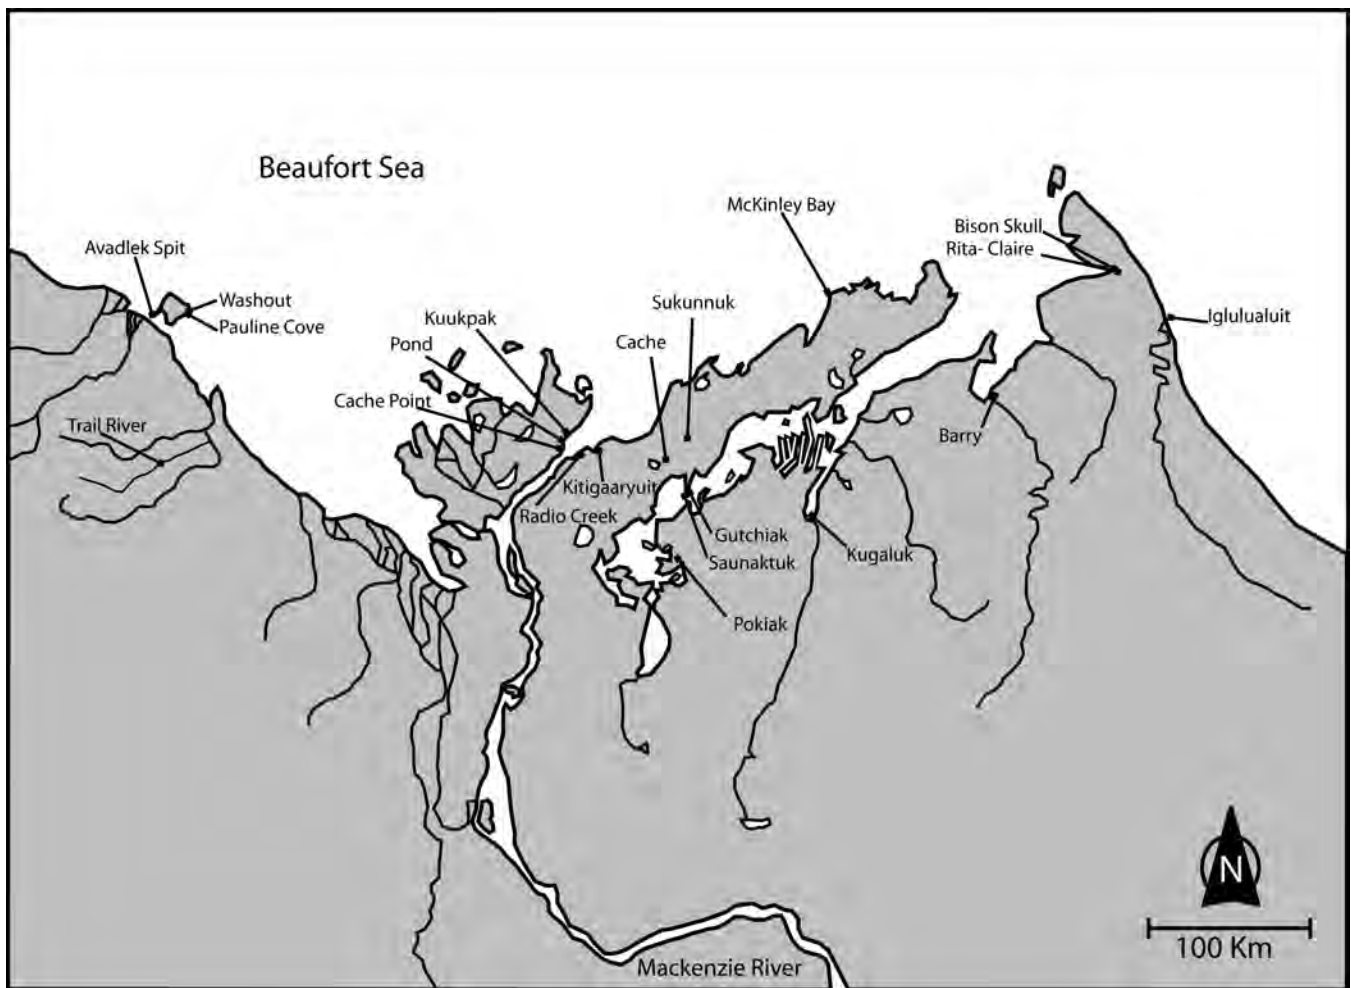 Beaufort Sea
McKinley Bay
Bison Skull
Rita- Claire
Avadlek Spit
Washout
Pauline Cove
Kuukpak
Sukunnuk
Iglulualuit
Pond
Cache
Cache Point
Trail River
Barry
Kitigaaryuit
Radio Creek
Gutchiak
Saunaktuk
Kugaluk
Pokiak
N
100 Km
Mackenzie River